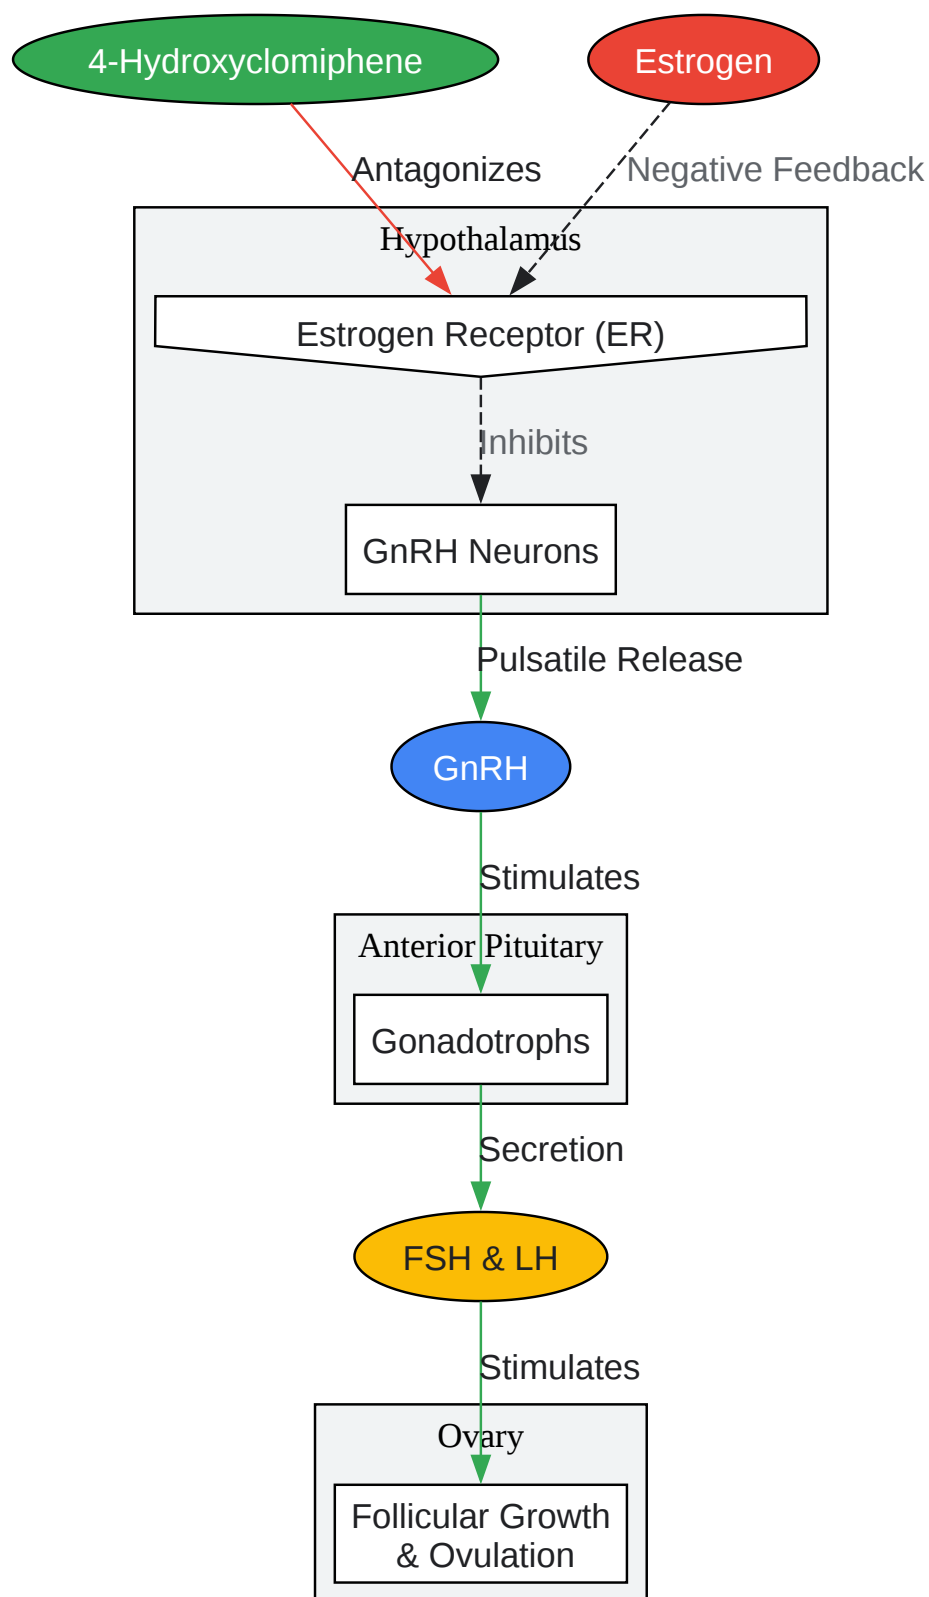 4-Hydroxyclomiphene
Estrogen
Antagonizes
Negative Feedback
Hypothalamus
Estrogen Receptor (ER)
Inhibits
GnRH Neurons
Pulsatile Release
GnRH
Stimulates
Anterior Pituitary
Gonadotrophs
Secretion
FSH & LH
Stimulates
Ovary
Follicular Growth
& Ovulation